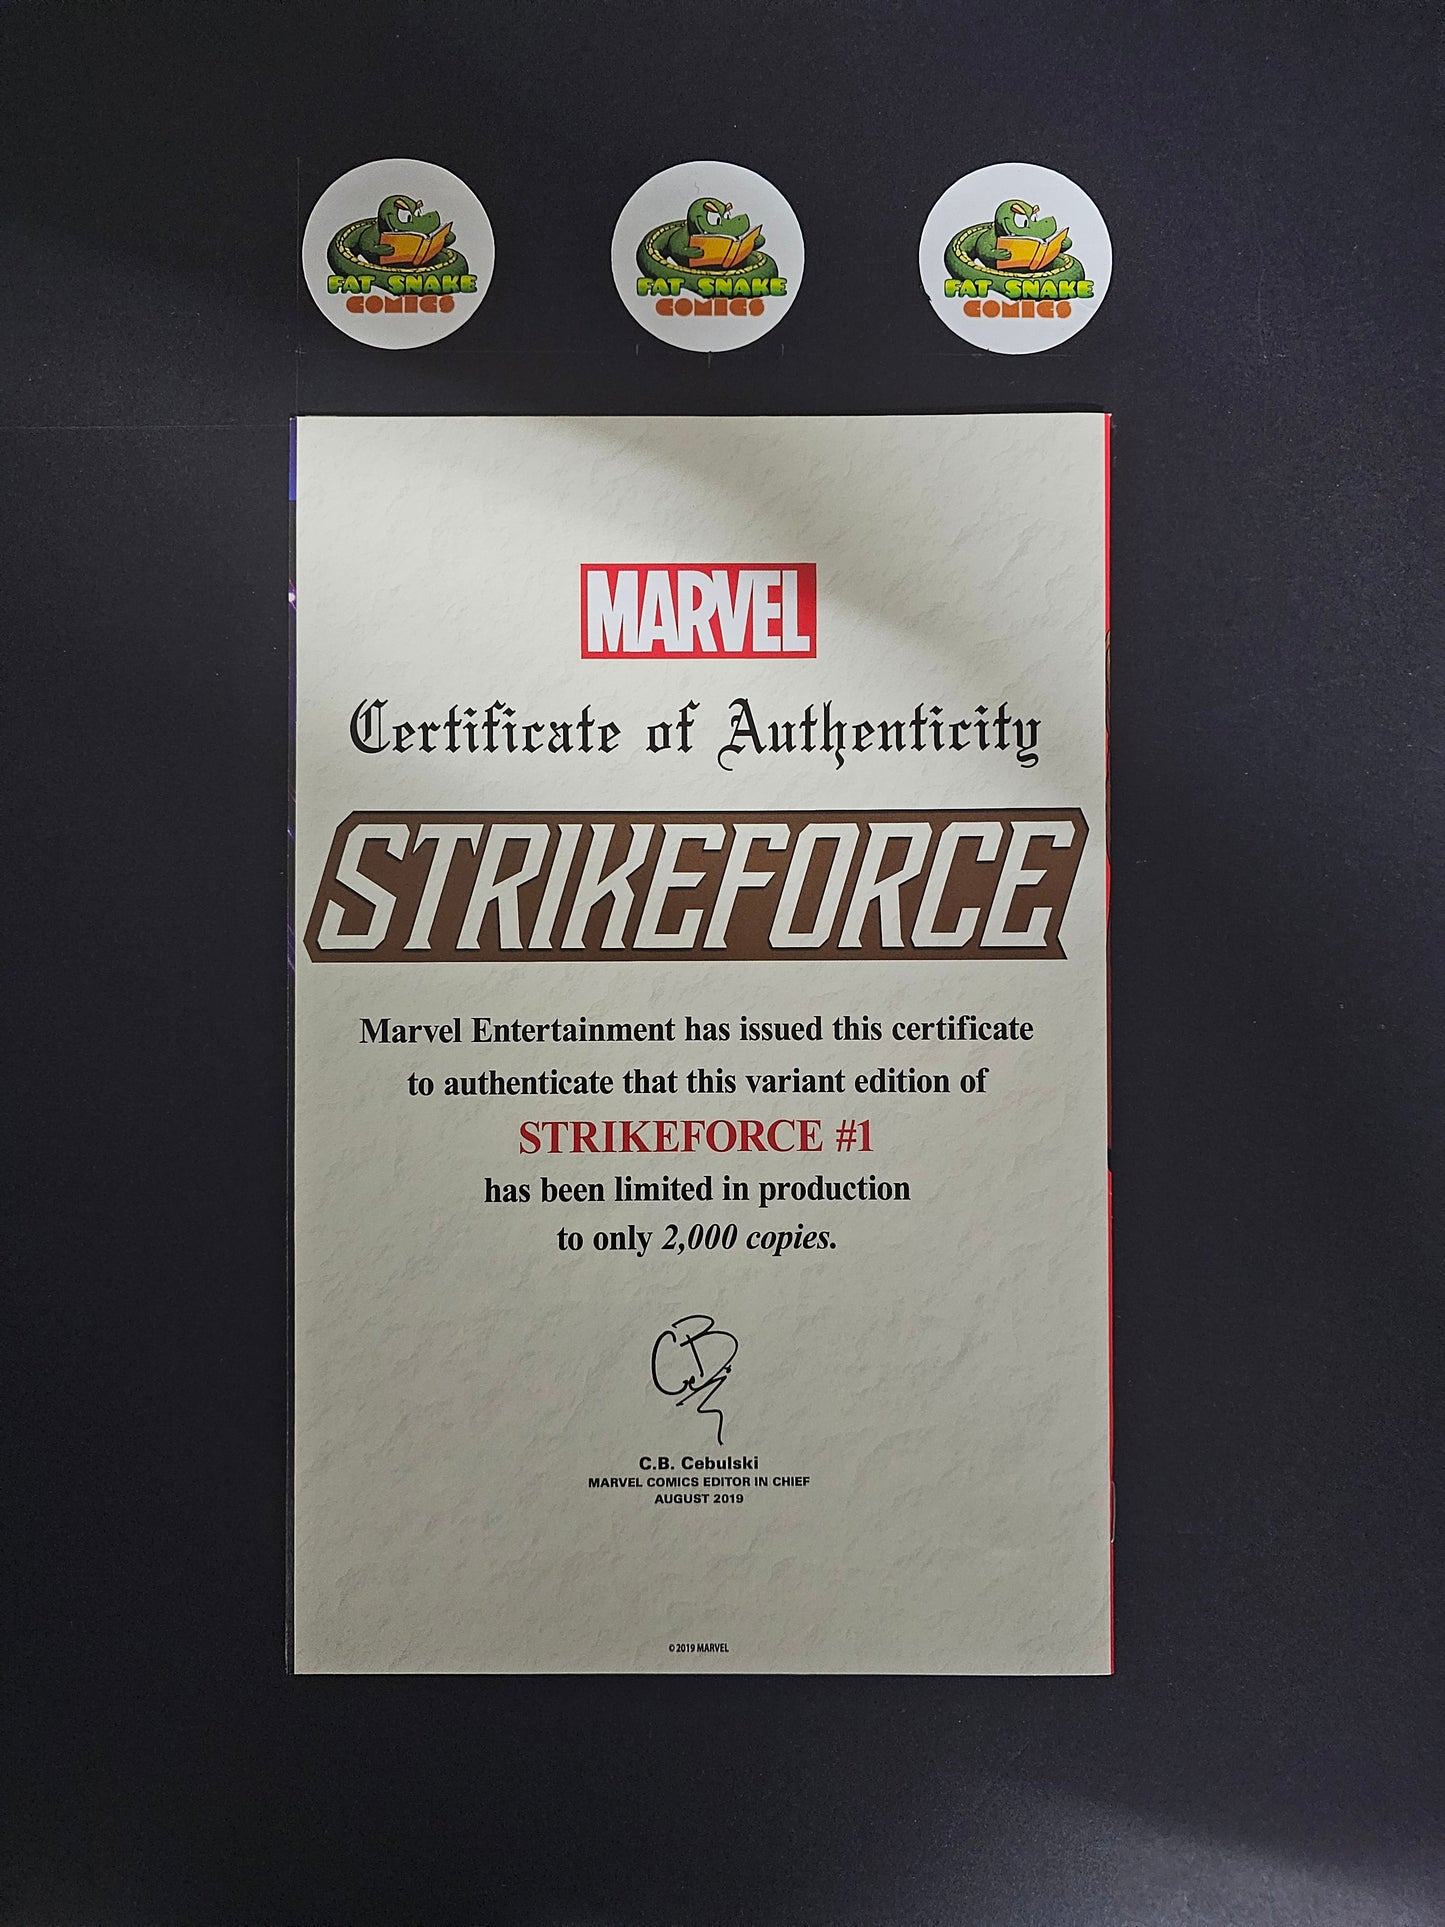 FAT SNAKE
COMICS
FAT SNAKE
COMICS
FAT SNAKE
COMICS
MARVEL
Certificate of Authenticity
STRIKEFORCE
Marvel Entertainment has issued this certificate
to authenticate that this variant edition of
STRIKEFORCE #1
has been limited in production
to only 2,000 copies.
C.B. Cebulski
MARVEL COMICS EDITOR IN CHIEF
AUGUST 2019
© 2019 MARVEL